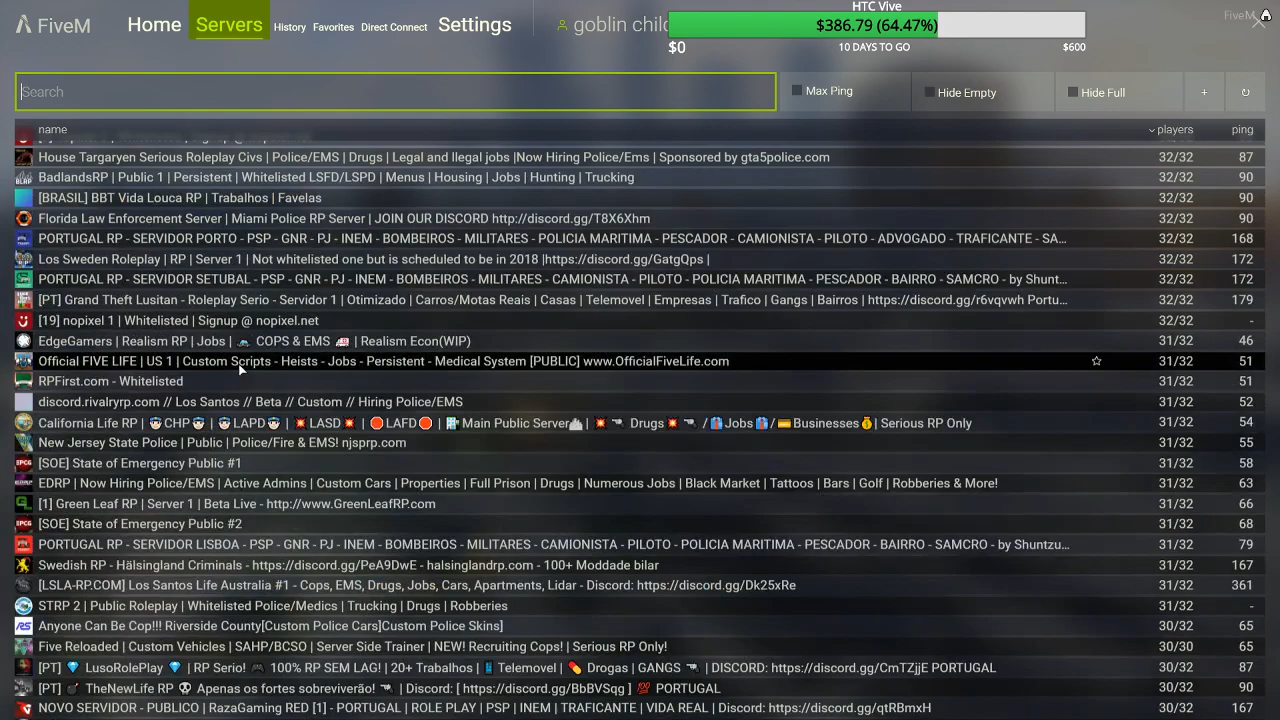 FiveM Home Servers History Favorites Direct Connect Settings goblin chil
HTC Vive
$386.79 (64.47%)
$0 10 DAYS TO GO $600
FiveM
Search Max Ping Hide Empty Hide Full + ↻
name players ping
House Targaryen Serious Roleplay Civs | Police/EMS | Drugs | Legal and Ilegal jobs |Now Hiring Police/Ems | Sponsored by gta5police.com 32/32 87
BadlandsRP | Public 1 | Persistent | Whitelisted LSFD/LSPD | Menus | Housing | Jobs | Hunting | Trucking 32/32 90
[BRASIL] BBT Vida Louca RP | Trabalhos | Favelas 32/32 90
Florida Law Enforcement Server | Miami Police RP Server | JOIN OUR DISCORD http://discord.gg/T8X6Xhm 32/32 90
PORTUGAL RP - SERVIDOR PORTO - PSP - GNR - PJ - INEM - BOMBEIROS - MILITARES - POLICIA MARITIMA - PESCADOR - CAMIONISTA - PILOTO - ADVOGADO - TRAFICANTE - SA... 32/32 168
Los Sweden Roleplay | RP | Server 1 | Not whitelisted one but is scheduled to be in 2018 |https://discord.gg/GatgQps | 32/32 172
PORTUGAL RP - SERVIDOR SETUBAL - PSP - GNR - PJ - INEM - BOMBEIROS - MILITARES - CAMIONISTA - PILOTO - POLICIA MARITIMA - PESCADOR - BAIRRO - SAMCRO - by Shunt... 32/32 172
[PT] Grand Theft Lusitan - Roleplay Serio - Servidor 1 | Otimizado | Carros/Motas Reais | Casas | Telemovel | Empresas | Trafico | Gangs | Bairros | https://discord.gg/r6vqvwh Portu... 32/32 179
[19] nopixel 1 | Whitelisted | Signup @ nopixel.net 32/32 -
EdgeGamers | Realism RP | Jobs | 🚓 COPS & EMS 🚑 | Realism Econ(WIP) 31/32 46
Official FIVE LIFE | US 1 | Custom Scripts - Heists - Jobs - Persistent - Medical System [PUBLIC] www.OfficialFiveLife.com ☆ 31/32 51
RPFirst.com - Whitelisted 31/32 51
discord.rivalryrp.com // Los Santos // Beta // Custom // Hiring Police/EMS 31/32 52
California Life RP | 👮CHP👮 | 👮LAPD👮 | 💥LASD💥 | 🛑LAFD🛑 | 🏥Main Public Server🏙 | 💥 🔫 Drugs💥 🔫 /👔Jobs👔/💳Businesses💰| Serious RP Only 31/32 54
New Jersey State Police | Public | Police/Fire & EMS! njsprp.com 31/32 55
[SOE] State of Emergency Public #1 31/32 58
EDRP | Now Hiring Police/EMS | Active Admins | Custom Cars | Properties | Full Prison | Drugs | Numerous Jobs | Black Market | Tattoos | Bars | Golf | Robberies & More! 31/32 63
[1] Green Leaf RP | Server 1 | Beta Live - http://www.GreenLeafRP.com 31/32 66
[SOE] State of Emergency Public #2 31/32 68
PORTUGAL RP - SERVIDOR LISBOA - PSP - GNR - PJ - INEM - BOMBEIROS - MILITARES - CAMIONISTA - PILOTO - POLICIA MARITIMA - PESCADOR - BAIRRO - SAMCRO - by Shuntzu... 31/32 79
Swedish RP - Hälsingland Criminals - https://discord.gg/PeA9DwE - halsinglandrp.com - 100+ Moddade bilar 31/32 167
[LSLA-RP.COM] Los Santos Life Australia #1 - Cops, EMS, Drugs, Jobs, Cars, Apartments, Lidar - Discord: https://discord.gg/Dk25xRe 31/32 361
STRP 2 | Public Roleplay | Whitelisted Police/Medics | Trucking | Drugs | Robberies 31/32 -
Anyone Can Be Cop!!! Riverside County[Custom Police Cars]Custom Police Skins] 30/30 65
Five Reloaded | Custom Vehicles | SAHP/BCSO | Server Side Trainer | NEW! Recruiting Cops! | Serious RP Only! 30/30 65
[PT] 💎 LusoRolePlay 💎 | RP Serio! 🎮 100% RP SEM LAG! | 20+ Trabalhos | 📱 Telemovel | 💊 Drogas | GANGS 🔫 | DISCORD: https://discord.gg/CmTZjjE PORTUGAL 30/32 87
[PT] 💣 TheNewLife RP 💀 Apenas os fortes sobreviverão! 🔫 | Discord: [ https://discord.gg/BbBVSqg ] 💯 PORTUGAL 30/32 90
NOVO SERVIDOR - PUBLICO | RazaGaming RED [1] - PORTUGAL | ROLE PLAY | PSP | INEM | TRAFICANTE | VIDA REAL | Discord: https://discord.gg/qtRBmxH 30/32 167